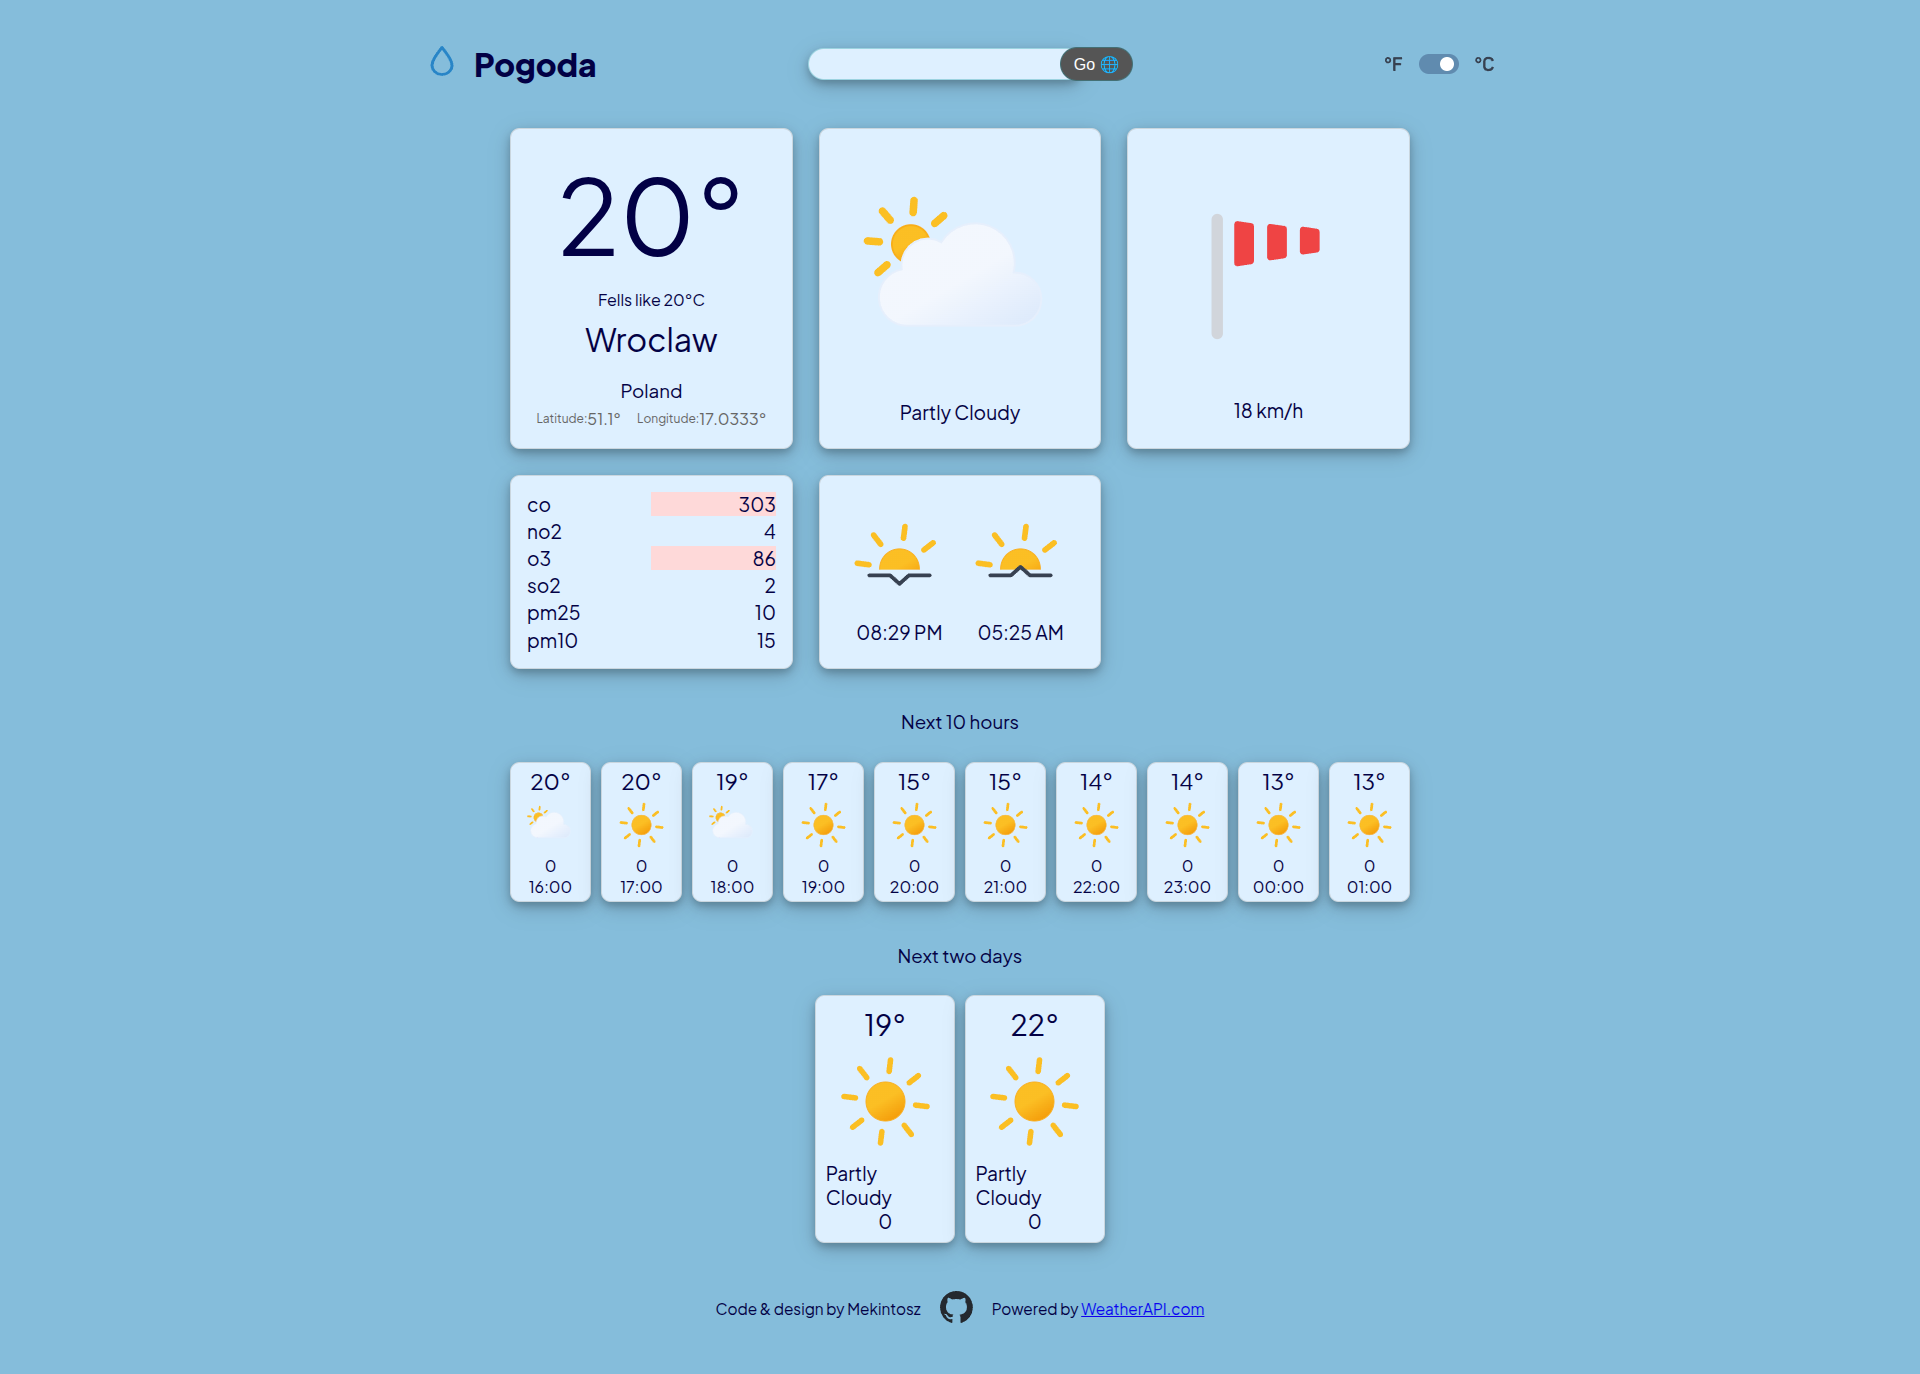 Pogoda
Go
°F
°C
20°
Fells like 20°C
Wroclaw
Poland
Latitude:51.1° Longitude:17.0333°
Partly Cloudy
18 km/h
co 303
no2 4
o3 86
so2 2
pm25 10
pm10 15
08:29 PM 05:25 AM
Next 10 hours
20° 20° 19° 17° 15° 15° 14° 14° 13° 13°
0 0 0 0 0 0 0 0 0 0
16:00 17:00 18:00 19:00 20:00 21:00 22:00 23:00 00:00 01:00
Next two days
19° 22°
Partly Partly
Cloudy Cloudy
0 0
Code & design by Mekintosz Powered by WeatherAPI.com